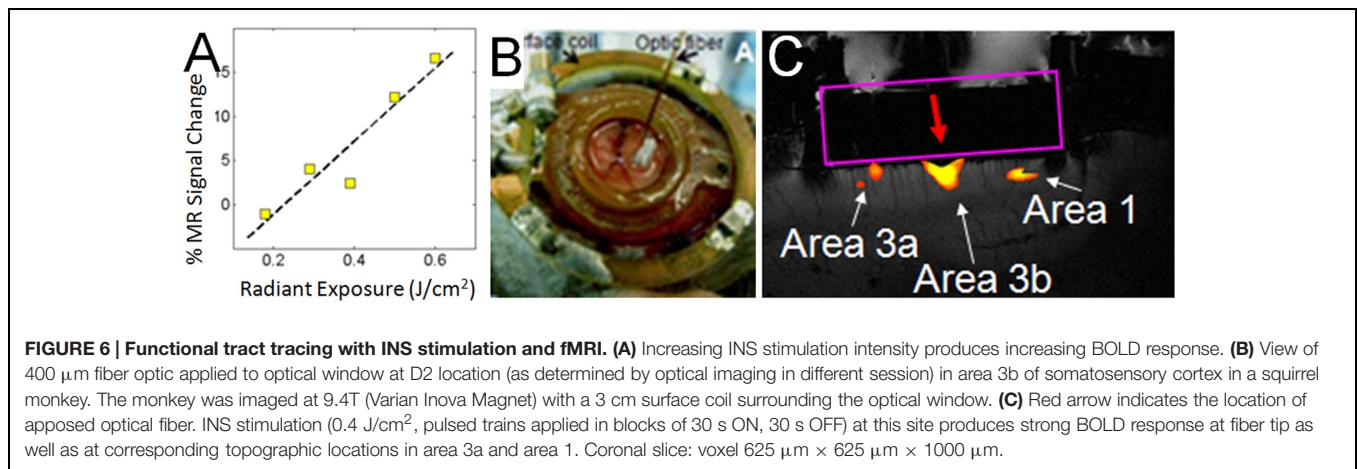 A
% MR Signal Change
15
10
5
0
0.2 0.4 0.6
Radiant Exposure (J/cm²)
B
face coil
Optic fiber
A
C
Area 3a
Area 3b
Area 1
FIGURE 6 | Functional tract tracing with INS stimulation and fMRI. (A) Increasing INS stimulation intensity produces increasing BOLD response. (B) View of
400 μm fiber optic applied to optical window at D2 location (as determined by optical imaging in different session) in area 3b of somatosensory cortex in a squirrel
monkey. The monkey was imaged at 9.4T (Varian Inova Magnet) with a 3 cm surface coil surrounding the optical window. (C) Red arrow indicates the location of
apposed optical fiber. INS stimulation (0.4 J/cm², pulsed trains applied in blocks of 30 s ON, 30 s OFF) at this site produces strong BOLD response at fiber tip as
well as at corresponding topographic locations in area 3a and area 1. Coronal slice: voxel 625 μm × 625 μm × 1000 μm.